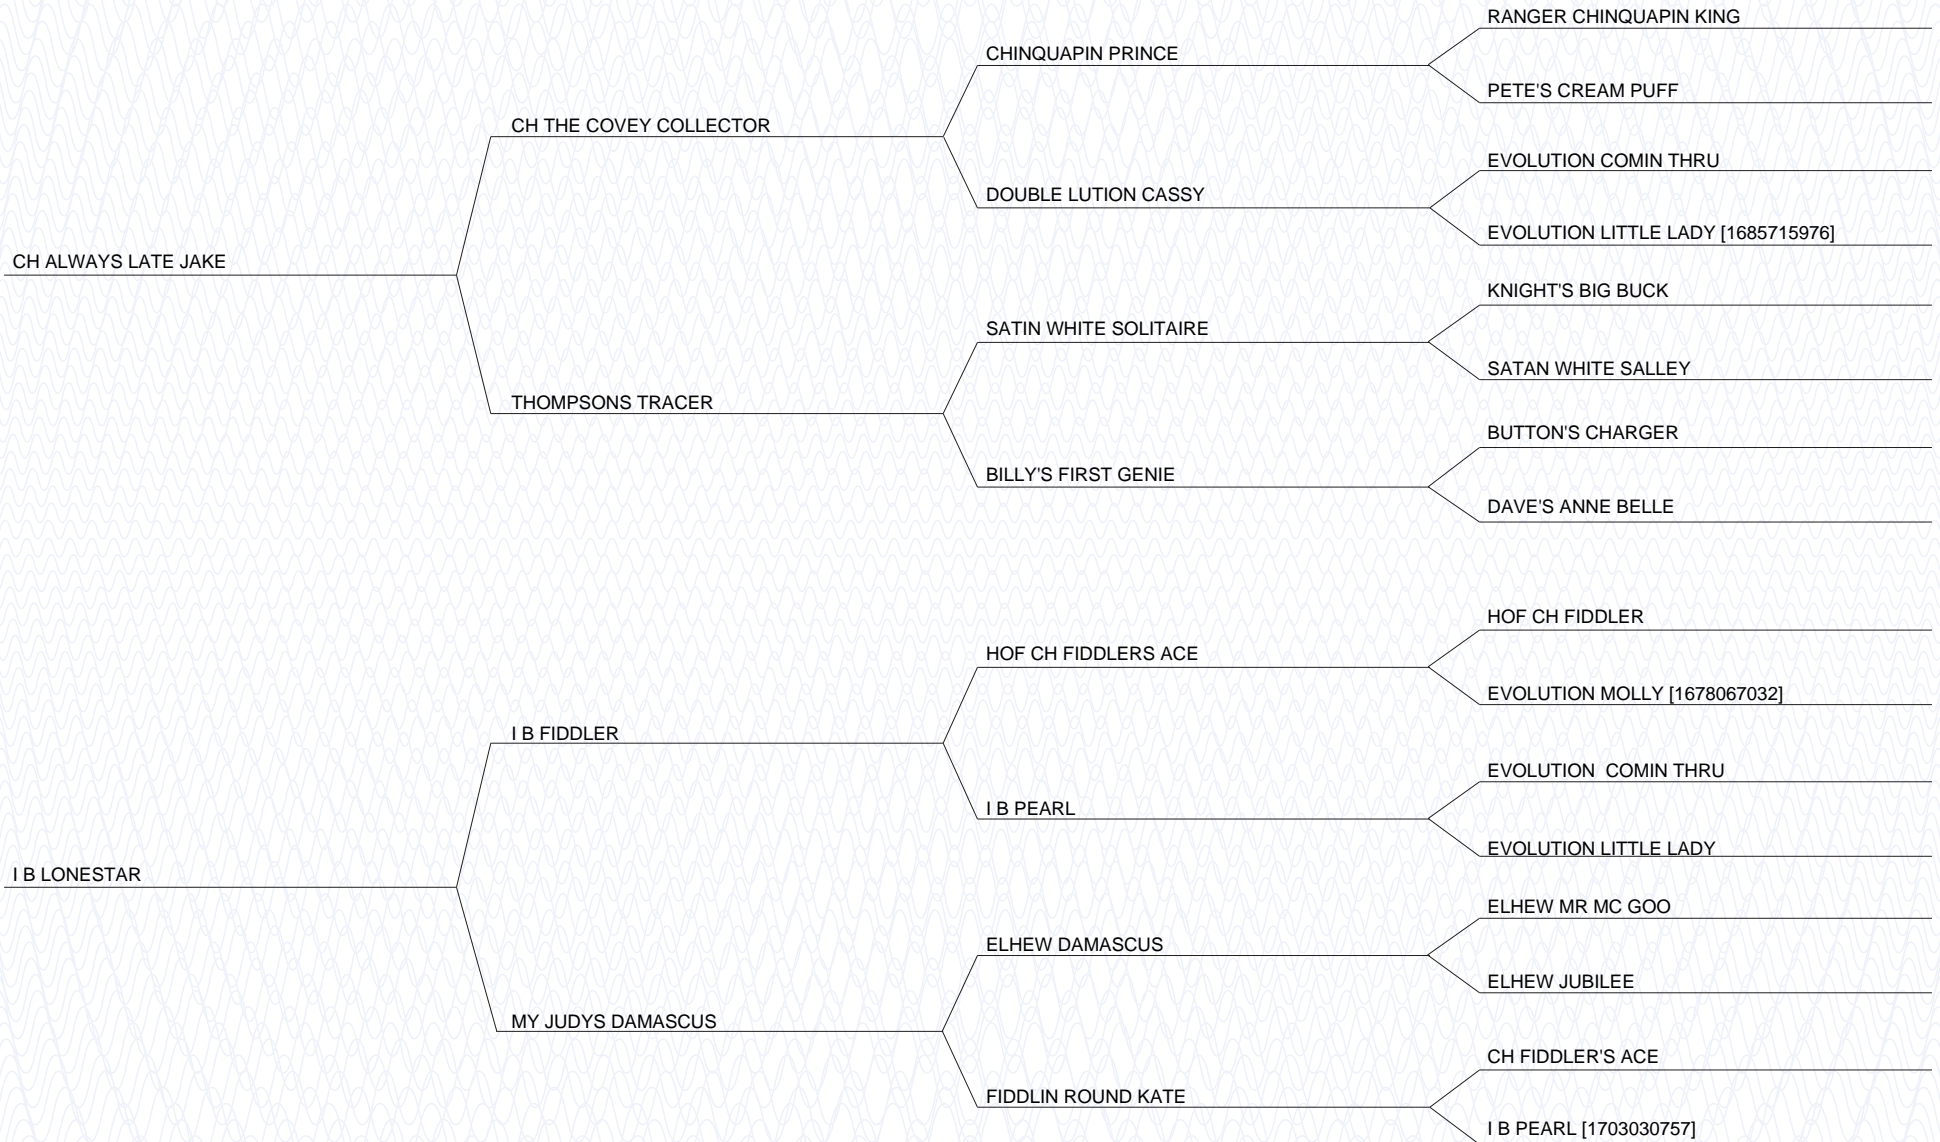 RANGER CHINQUAPIN KING
CHINQUAPIN PRINCE
PETE'S CREAM PUFF
CH THE COVEY COLLECTOR
EVOLUTION COMIN THRU
DOUBLE LUTION CASSY
EVOLUTION LITTLE LADY [1685715976]
CH ALWAYS LATE JAKE
KNIGHT'S BIG BUCK
SATIN WHITE SOLITAIRE
SATAN WHITE SALLEY
THOMPSONS TRACER
BUTTON'S CHARGER
BILLY'S FIRST GENIE
DAVE'S ANNE BELLE
HOF CH FIDDLER
HOF CH FIDDLERS ACE
EVOLUTION MOLLY [1678067032]
I B FIDDLER
EVOLUTION  COMIN THRU
I B PEARL
EVOLUTION LITTLE LADY
I B LONESTAR
ELHEW MR MC GOO
ELHEW DAMASCUS
ELHEW JUBILEE
MY JUDYS DAMASCUS
CH FIDDLER'S ACE
FIDDLIN ROUND KATE
I B PEARL [1703030757]